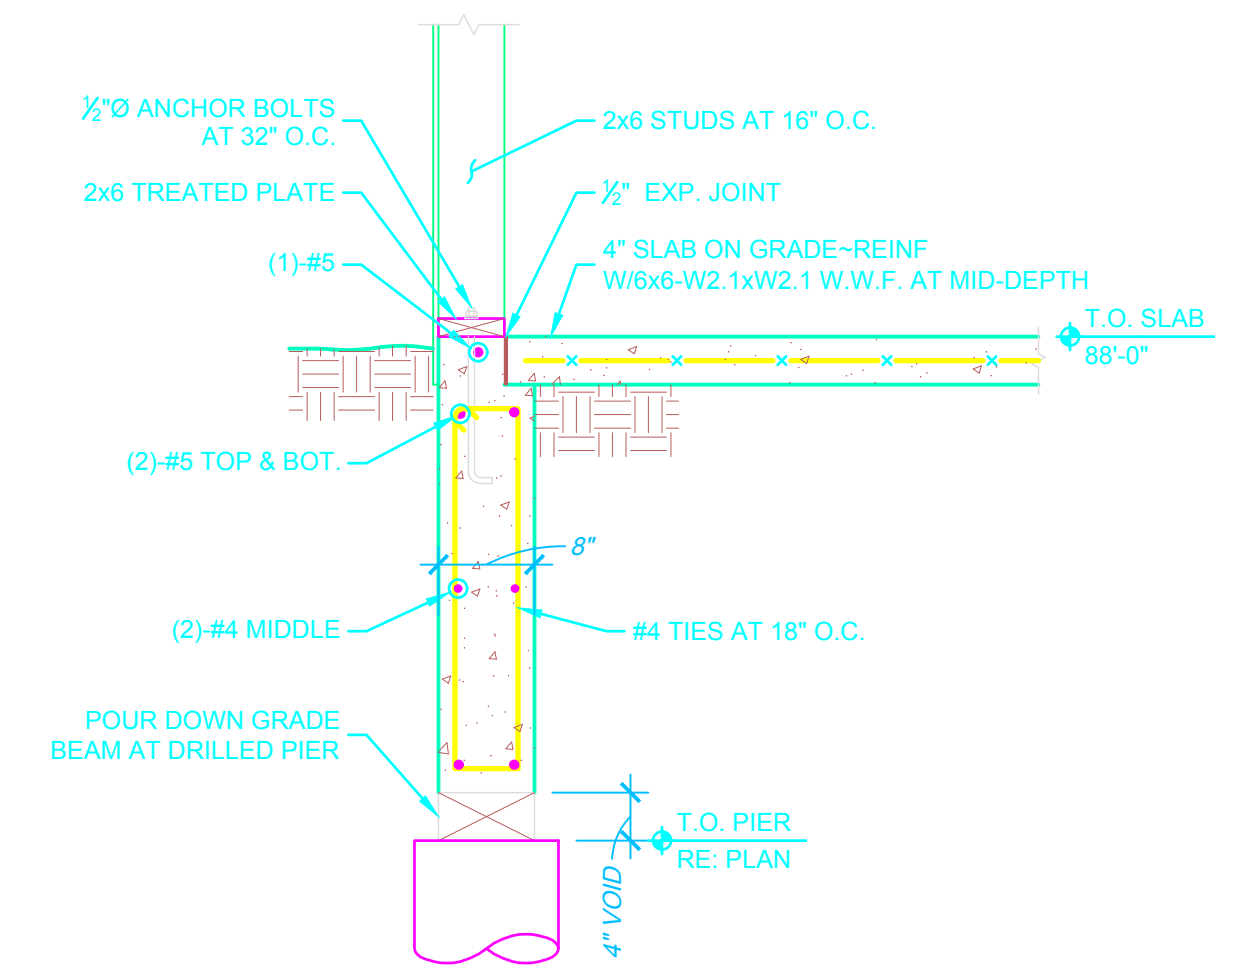 ½"Ø ANCHOR BOLTS
AT 32" O.C.
2x6 TREATED PLATE
(1)-#5
(2)-#5 TOP & BOT.
(2)-#4 MIDDLE
POUR DOWN GRADE
BEAM AT DRILLED PIER
2x6 STUDS AT 16" O.C.
½" EXP. JOINT
4" SLAB ON GRADE~REINF
W/6x6-W2.1xW2.1 W.W.F. AT MID-DEPTH
T.O. SLAB
88'-0"
8"
#4 TIES AT 18" O.C.
T.O. PIER
RE: PLAN
4" VOID